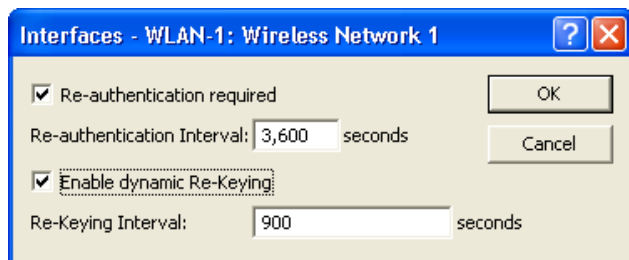 Interfaces - WLAN-1: Wireless Network 1
Re-authentication required
OK
Re-authentication Interval: 3,600 seconds
Cancel
Enable dynamic Re-Keying
Re-Keying Interval: 900 seconds